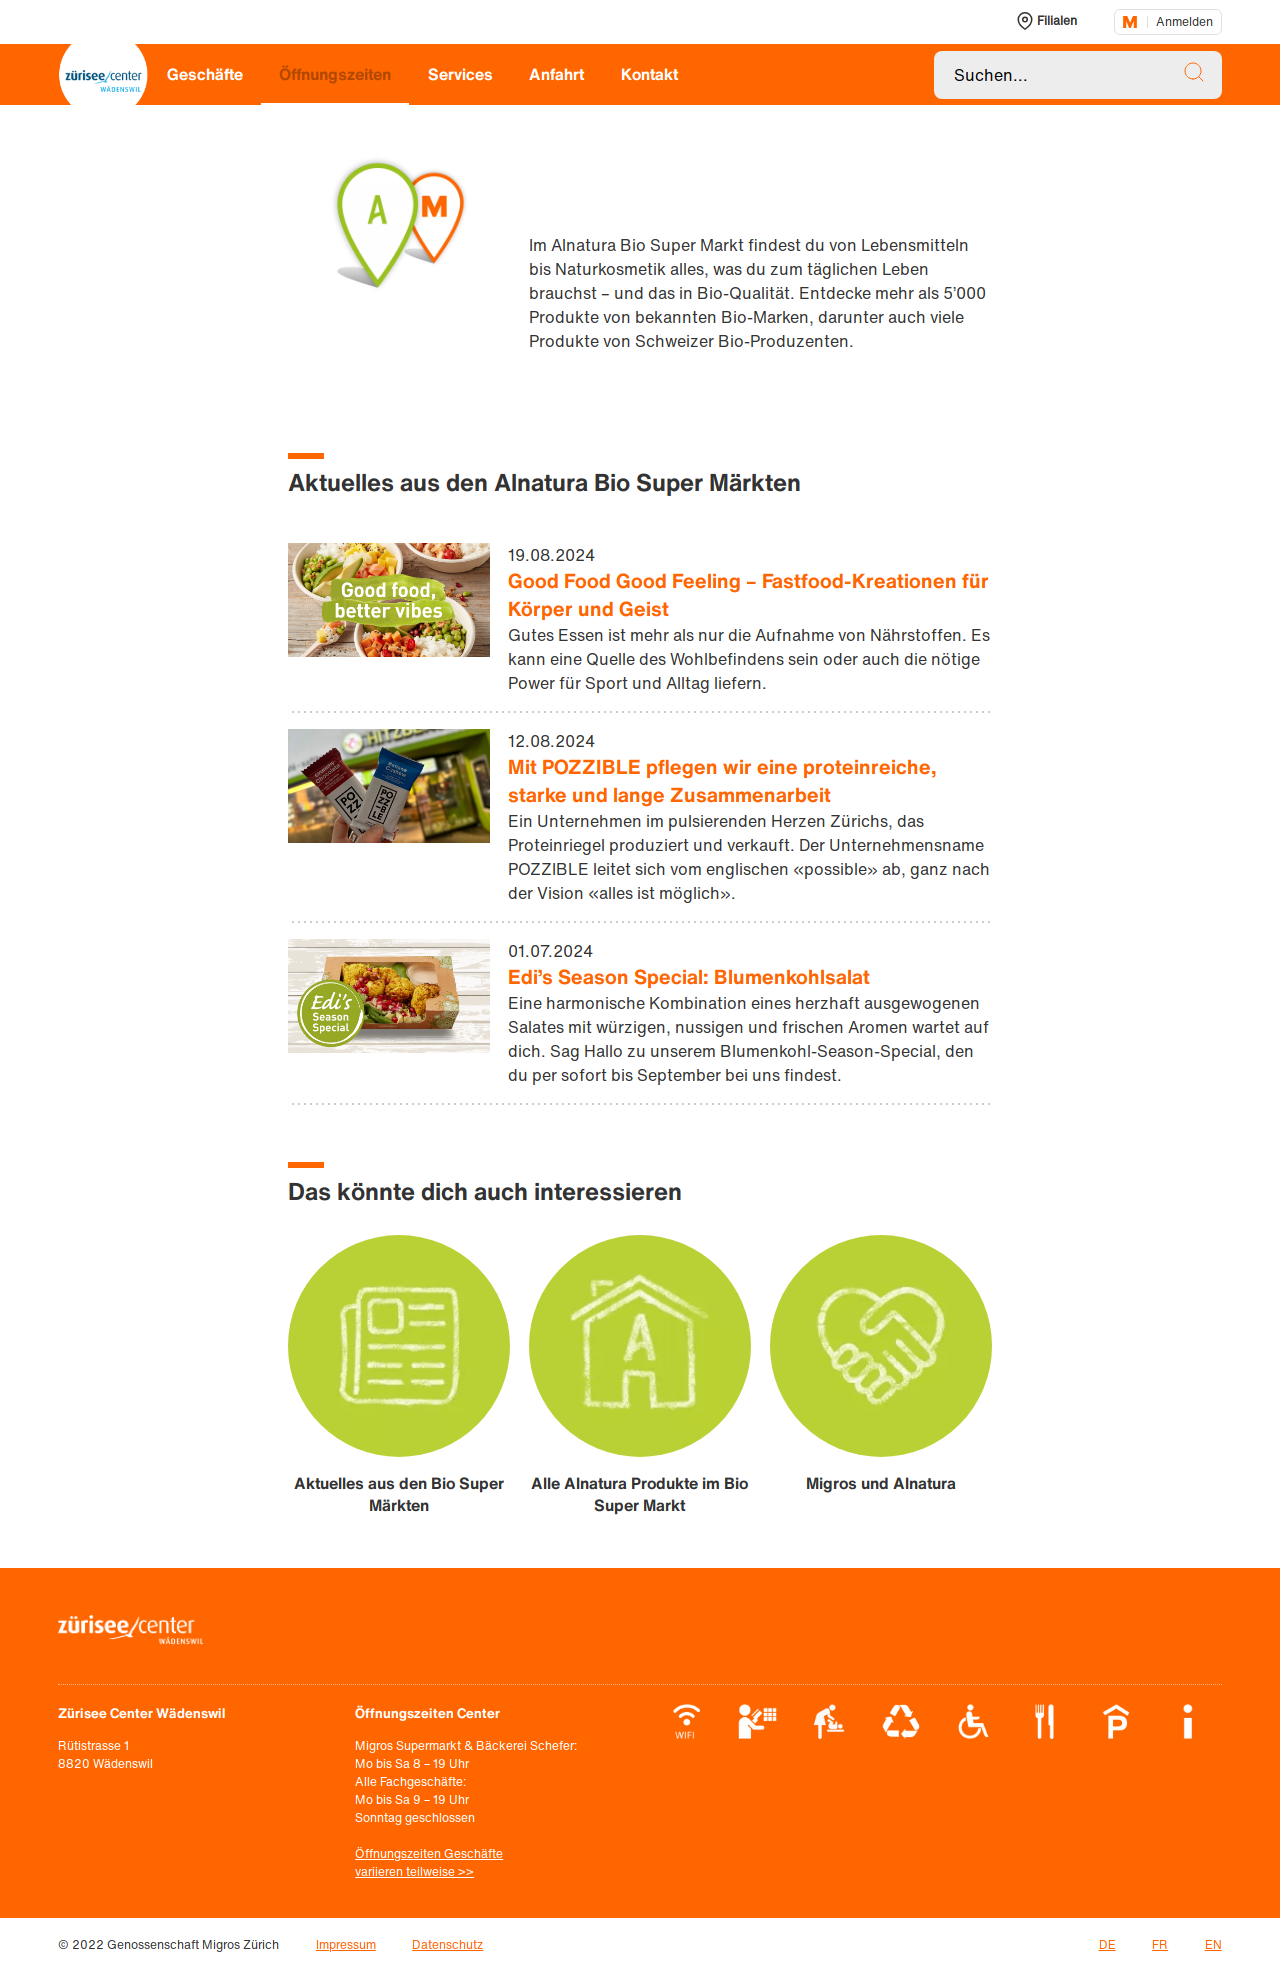 Filialen
M
Anmelden
zürisee/center
WÄDENSWIL
Geschäfte
Öffnungszeiten
Services
Anfahrt
Kontakt
Suchen...
A
M
Im Alnatura Bio Super Markt findest du von Lebensmitteln
bis Naturkosmetik alles, was du zum täglichen Leben
brauchst – und das in Bio-Qualität. Entdecke mehr als 5’000
Produkte von bekannten Bio-Marken, darunter auch viele
Produkte von Schweizer Bio-Produzenten.
Aktuelles aus den Alnatura Bio Super Märkten
Good food,
better vibes
19.08.2024
Good Food Good Feeling – Fastfood-Kreationen für
Körper und Geist
Gutes Essen ist mehr als nur die Aufnahme von Nährstoffen. Es
kann eine Quelle des Wohlbefindens sein oder auch die nötige
Power für Sport und Alltag liefern.
12.08.2024
Mit POZZIBLE pflegen wir eine proteinreiche,
starke und lange Zusammenarbeit
Ein Unternehmen im pulsierenden Herzen Zürichs, das
Proteinriegel produziert und verkauft. Der Unternehmensname
POZZIBLE leitet sich vom englischen «possible» ab, ganz nach
der Vision «alles ist möglich».
Edi's
Season
Special
01.07.2024
Edi’s Season Special: Blumenkohlsalat
Eine harmonische Kombination eines herzhaft ausgewogenen
Salates mit würzigen, nussigen und frischen Aromen wartet auf
dich. Sag Hallo zu unserem Blumenkohl-Season-Special, den
du per sofort bis September bei uns findest.
Das könnte dich auch interessieren
A
Aktuelles aus den Bio Super
Märkten
Alle Alnatura Produkte im Bio
Super Markt
Migros und Alnatura
zürisee/center
WÄDENSWIL
Zürisee Center Wädenswil
Rütistrasse 1
8820 Wädenswil
Öffnungszeiten Center
Migros Supermarkt & Bäckerei Schefer:
Mo bis Sa 8 – 19 Uhr
Alle Fachgeschäfte:
Mo bis Sa 9 – 19 Uhr
Sonntag geschlossen
Öffnungszeiten Geschäfte
variieren teilweise >>
WIFI
P
i
© 2022 Genossenschaft Migros Zürich
Impressum
Datenschutz
DE
FR
EN